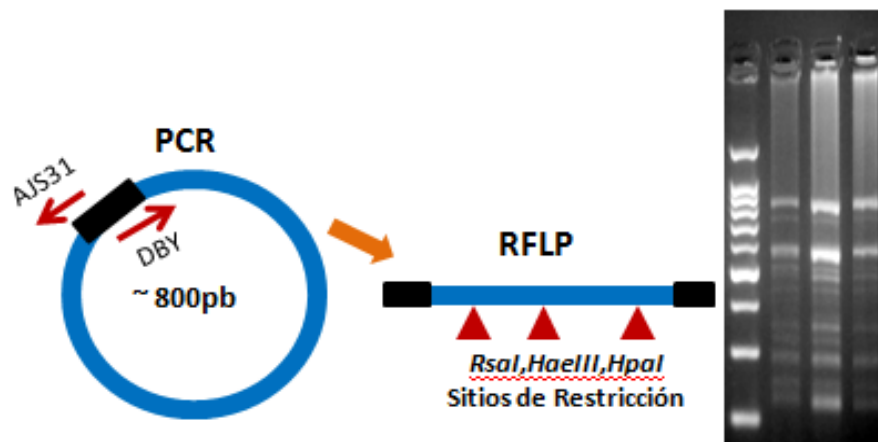 PCR
AJS31
DBY
~ 800pb
RFLP
RsaI,HaeIII,HpaI
Sitios de Restricción